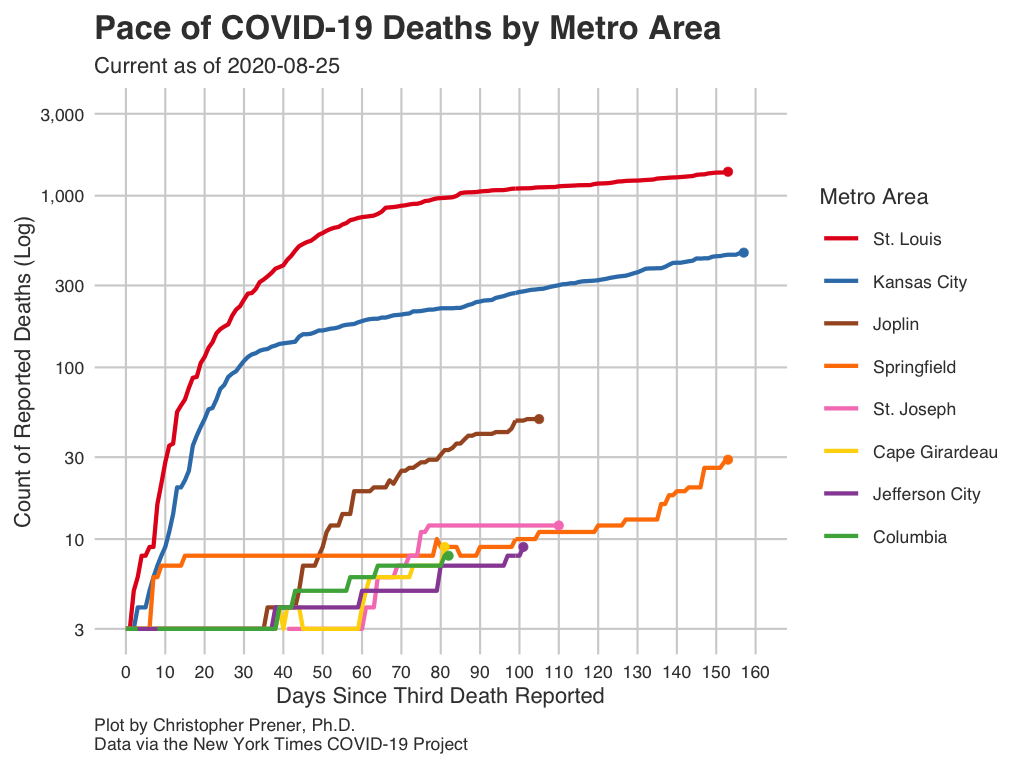 Pace of COVID-19 Deaths by Metro Area
Current as of 2020-08-25
Count of Reported Deaths (Log)
3,000
1,000
300
100
30
10
3
0 10 20 30 40 50 60 70 80 90 100 110 120 130 140 150 160
Days Since Third Death Reported
Metro Area
St. Louis
Kansas City
Joplin
Springfield
St. Joseph
Cape Girardeau
Jefferson City
Columbia
Plot by Christopher Prener, Ph.D.
Data via the New York Times COVID-19 Project